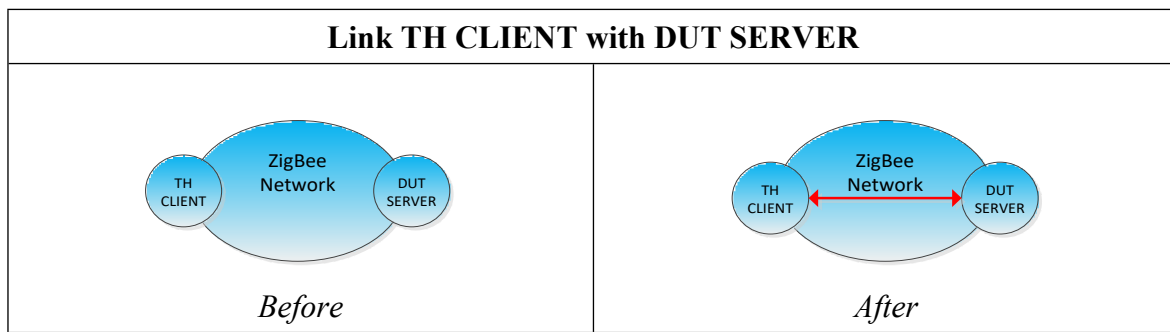 Link TH CLIENT with DUT SERVER
ZigBee
Network
TH
CLIENT
DUT
SERVER
Before
ZigBee
Network
TH
CLIENT
DUT
SERVER
After